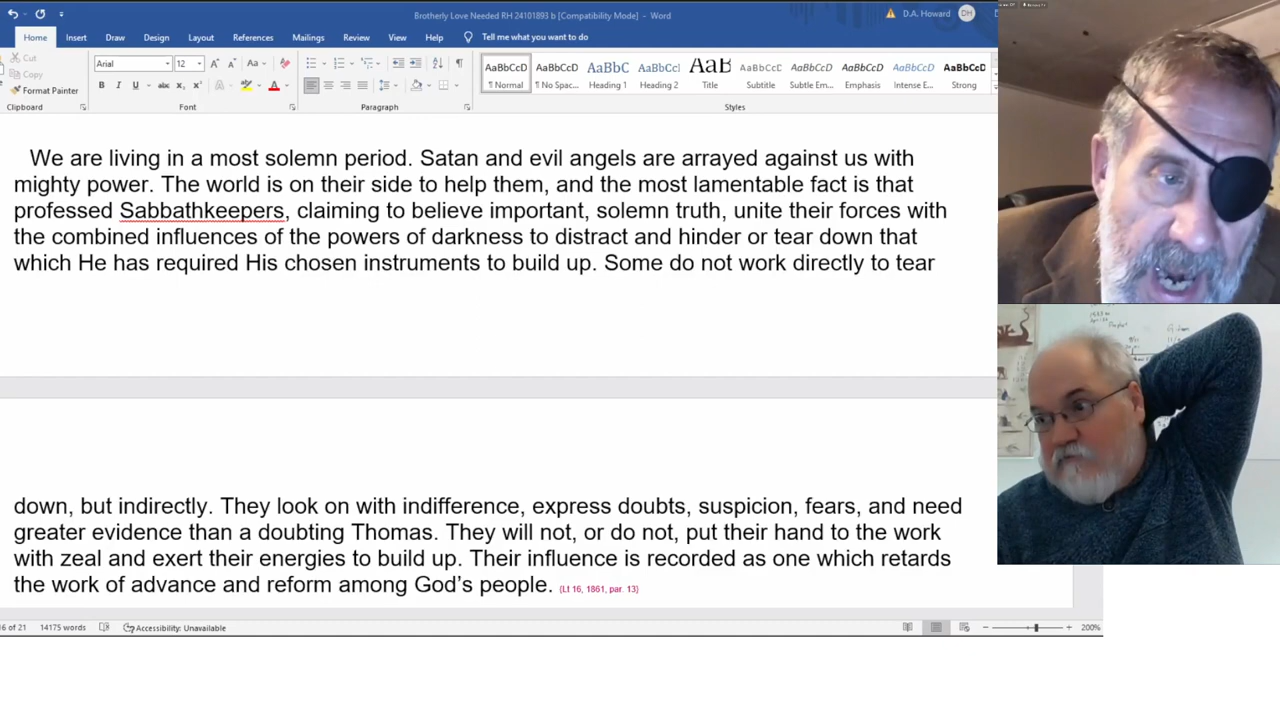 Brotherly Love Needed RH 24101893 b [Compatibility Mode] - Word
D.A. Howard
DH
Home Insert Draw Design Layout References Mailings Review View Help Tell me what you want to do
Cut
Copy
Format Painter
Clipboard
Arial 12
Font
Paragraph
AaBbCcD AaBbCcD AaBbC AaBbCc AaB AaBbCcD AaBbCcD AaBbCcD AaBbCcD AaBbCcD
¶ Normal ¶ No Spac... Heading 1 Heading 2 Title Subtitle Subtle Em... Emphasis Intense E... Strong
Styles
We are living in a most solemn period. Satan and evil angels are arrayed against us with
mighty power. The world is on their side to help them, and the most lamentable fact is that
professed Sabbathkeepers, claiming to believe important, solemn truth, unite their forces with
the combined influences of the powers of darkness to distract and hinder or tear down that
which He has required His chosen instruments to build up. Some do not work directly to tear
down, but indirectly. They look on with indifference, express doubts, suspicion, fears, and need
greater evidence than a doubting Thomas. They will not, or do not, put their hand to the work
with zeal and exert their energies to build up. Their influence is recorded as one which retards
the work of advance and reform among God's people. (Lt 16, 1861, par. 13)
16 of 21 14175 words Accessibility: Unavailable 200%